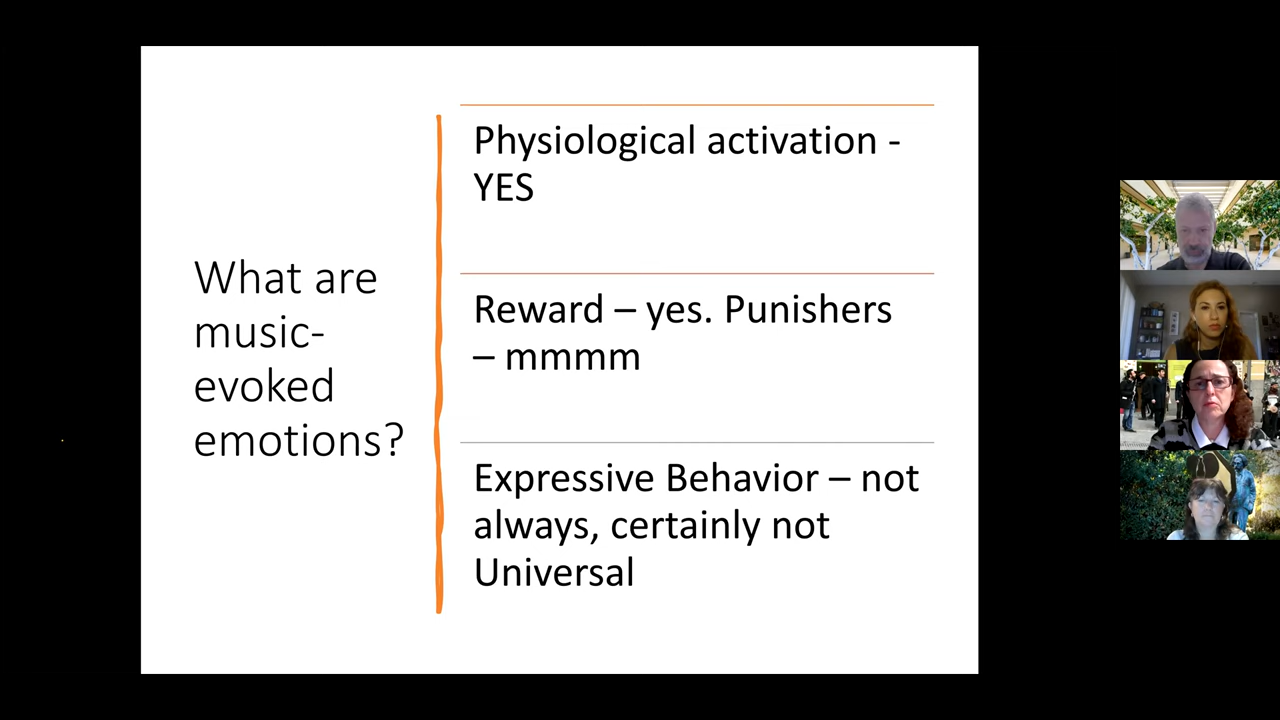 What are
music-
evoked
emotions?
Physiological activation -
YES
Reward – yes. Punishers
– mmmm
Expressive Behavior – not
always, certainly not
Universal